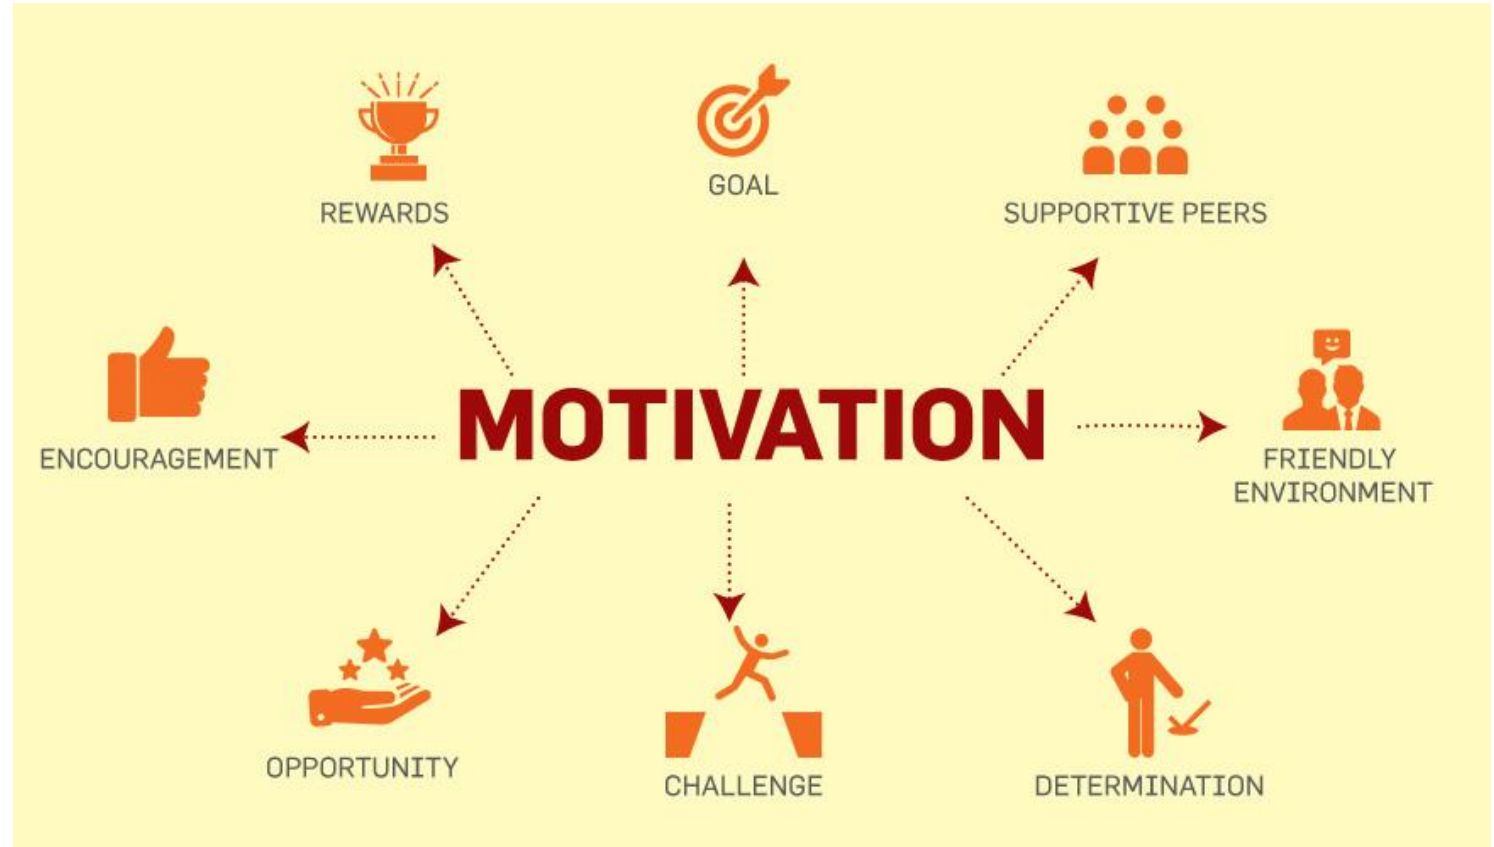 REWARDS
GOAL
SUPPORTIVE PEERS
ENCOURAGEMENT
MOTIVATION
FRIENDLY
ENVIRONMENT
OPPORTUNITY
CHALLENGE
DETERMINATION